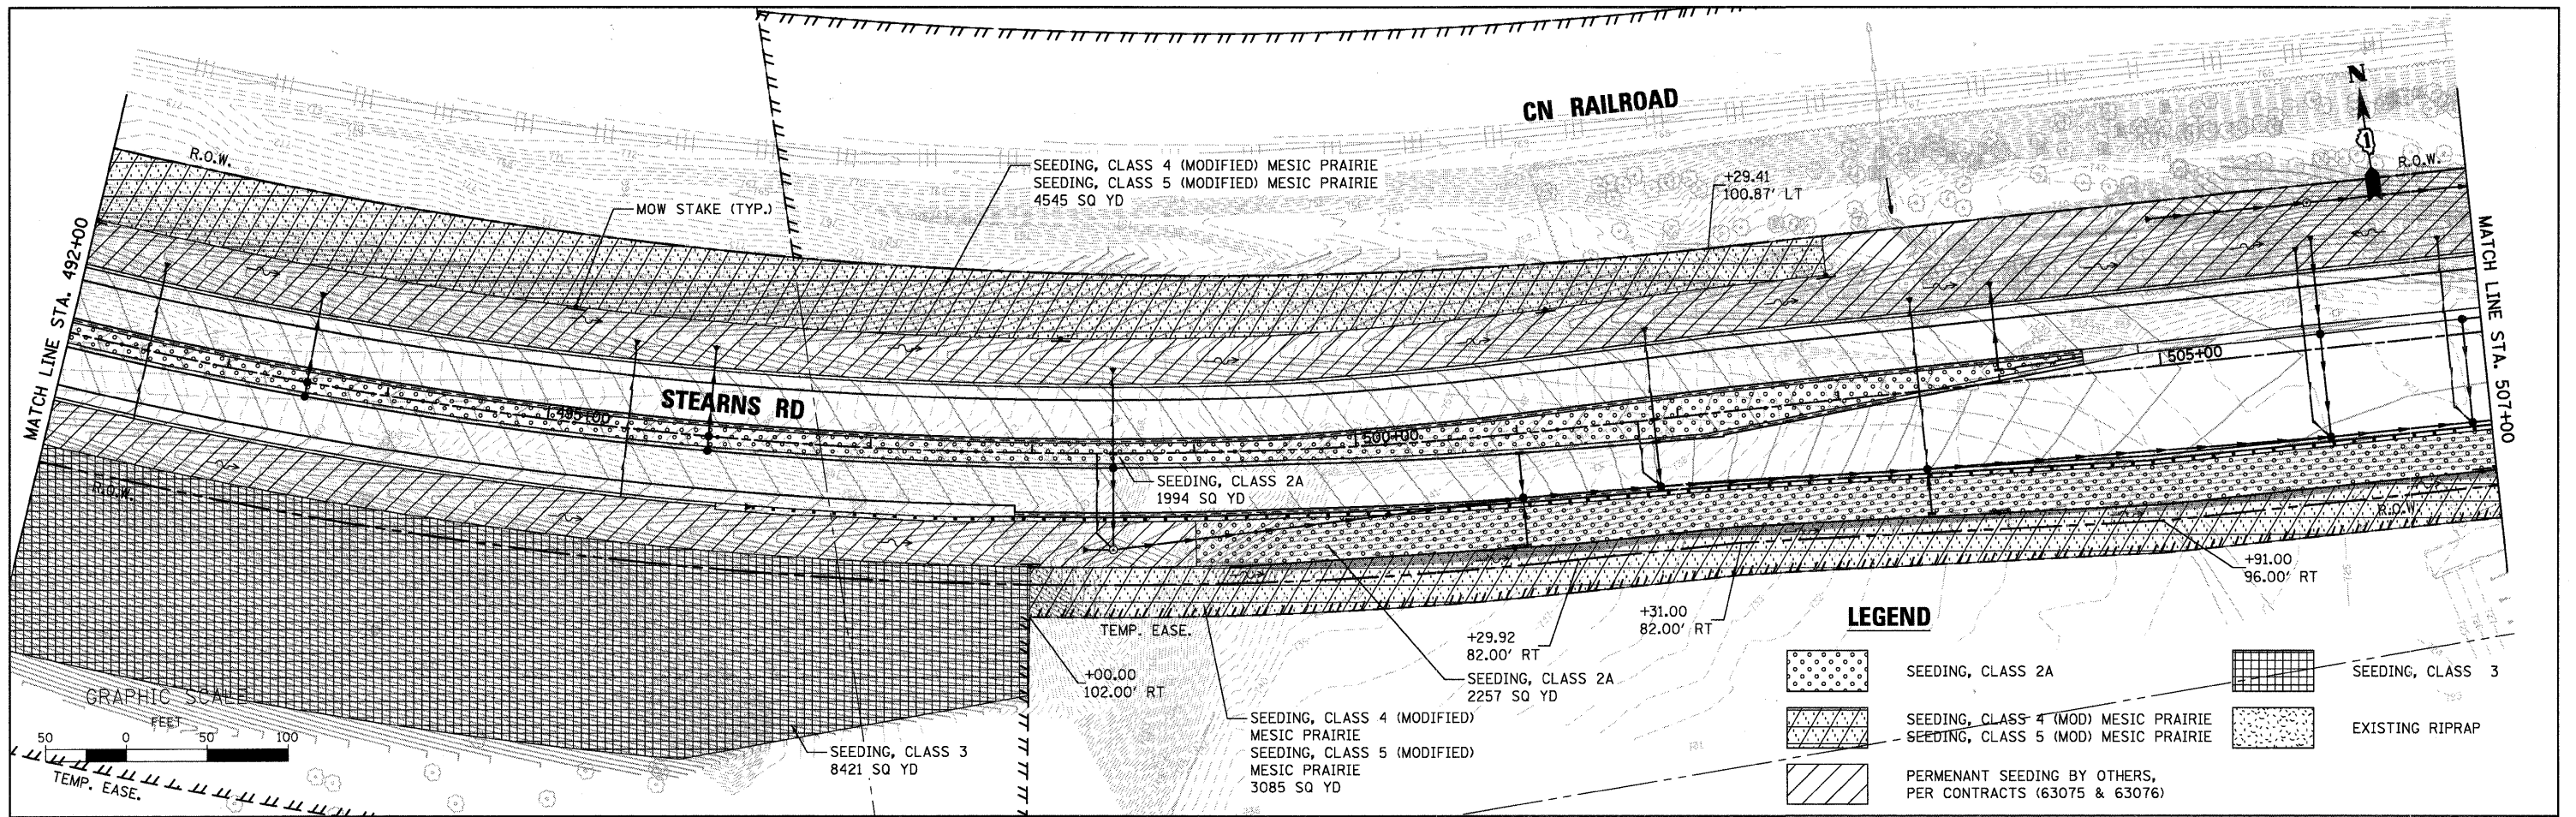 CN RAILROAD
N
1
R.O.W.
R.O.W.
SEEDING, CLASS 4 (MODIFIED) MESIC PRAIRIE
SEEDING, CLASS 5 (MODIFIED) MESIC PRAIRIE
4545 SQ YD
MOW STAKE (TYP.)
+29.41
100.87' LT
MATCH LINE STA. 492+00
MATCH LINE STA. 507+00
STEARNS RD
495+00
500+00
505+00
SEEDING, CLASS 2A
1994 SQ YD
R.O.W.
R.O.W.
TEMP. EASE.
+00.00
102.00' RT
+29.92
82.00' RT
+31.00
82.00' RT
+91.00
96.00' RT
SEEDING, CLASS 2A
2257 SQ YD
SEEDING, CLASS 4 (MODIFIED)
MESIC PRAIRIE
SEEDING, CLASS 5 (MODIFIED)
MESIC PRAIRIE
3085 SQ YD
SEEDING, CLASS 3
8421 SQ YD
GRAPHIC SCALE
FEET
50 0 50 100
TEMP. EASE.
LEGEND
SEEDING, CLASS 2A
SEEDING, CLASS 3
SEEDING, CLASS 4 (MOD) MESIC PRAIRIE
SEEDING, CLASS 5 (MOD) MESIC PRAIRIE
EXISTING RIPRAP
PERMENANT SEEDING BY OTHERS,
PER CONTRACTS (63075 & 63076)